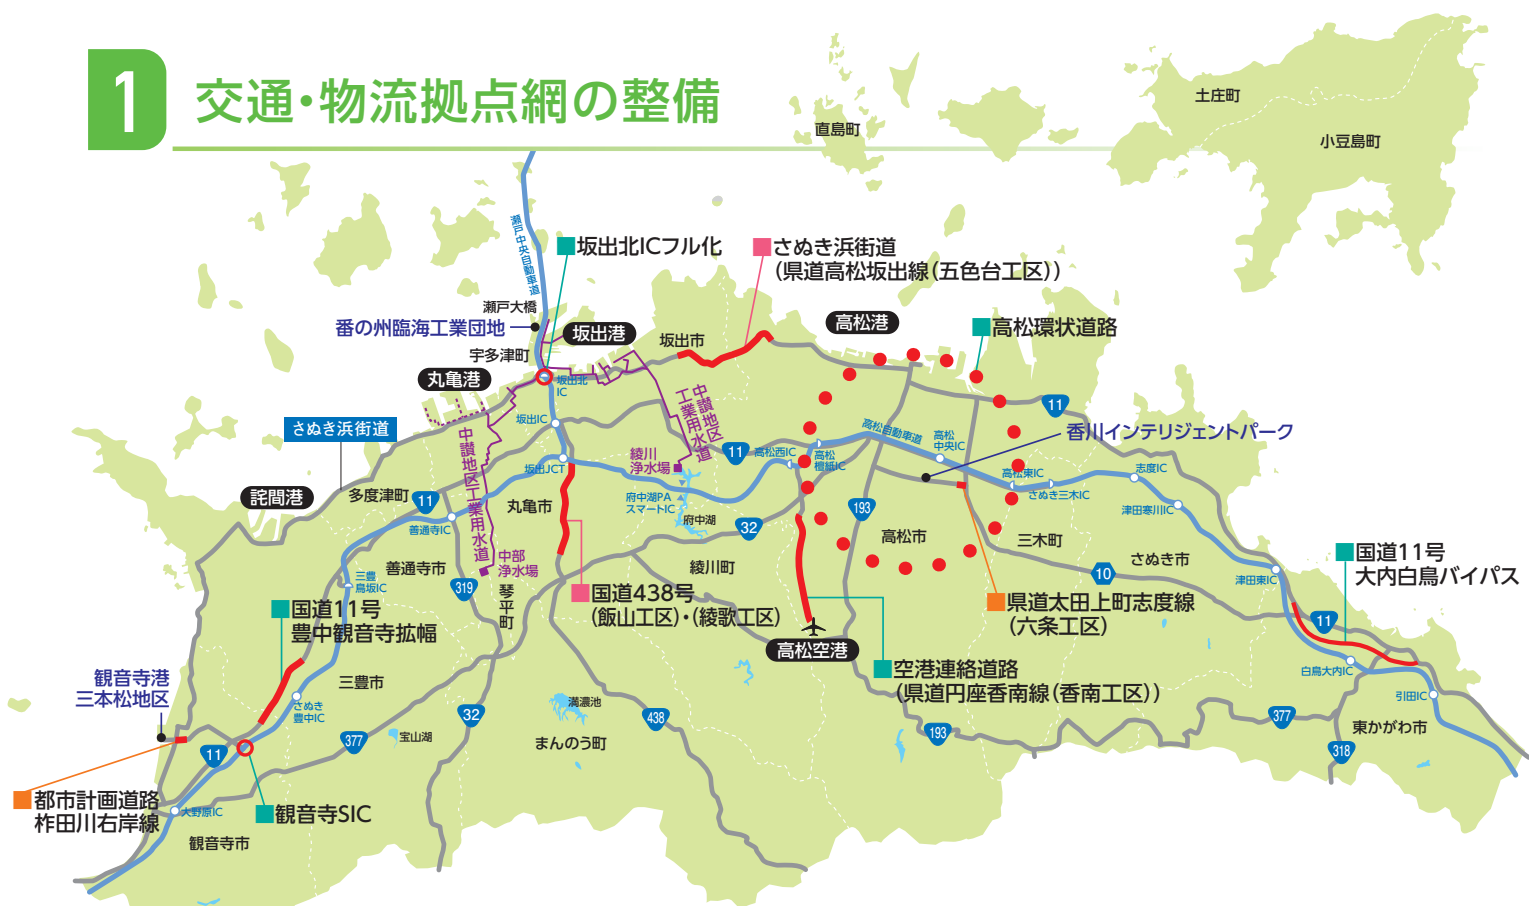 1
交通・物流拠点網の整備
土庄町
直島町
小豆島町
瀬戸中央自動車道
■坂出北ICフル化
■さぬき浜街道
(県道高松坂出線(五色台工区))
瀬戸大橋
番の州臨海工業団地
坂出港
坂出市
高松港
■高松環状道路
宇多津町
丸亀港
坂出北
IC
さぬき浜街道
坂出IC
中讃地区
工業用水道
11
高松自動車道
高松
中央IC
香川インテリジェントパーク
中讃地区工業用水道
坂出JCT
綾川
浄水場
11
高松西IC
高松
檀紙IC
高松東IC
志度IC
さぬき三木IC
詫間港
多度津町
11
丸亀市
府中湖PA
スマートIC
府中湖
32
193
津田寒川IC
善通寺IC
高松市
三木町
さぬき市
■国道11号
大内白鳥バイパス
三豊
鳥坂IC
善通寺市
中部
浄水場
綾川町
10
津田東IC
319
琴平町
■国道438号
(飯山工区)・(綾歌工区)
■県道太田上町志度線
(六条工区)
11
■国道11号
豊中観音寺拡幅
高松空港
白鳥大内IC
観音寺港
三本松地区
三豊市
■空港連絡道路
(県道円座香南線(香南工区))
引田IC
さぬき
豊中IC
満濃池
32
438
377
東かがわ市
377
宝山湖
まんのう町
193
318
11
■都市計画道路
柞田川右岸線
大野原IC
■観音寺SIC
観音寺市